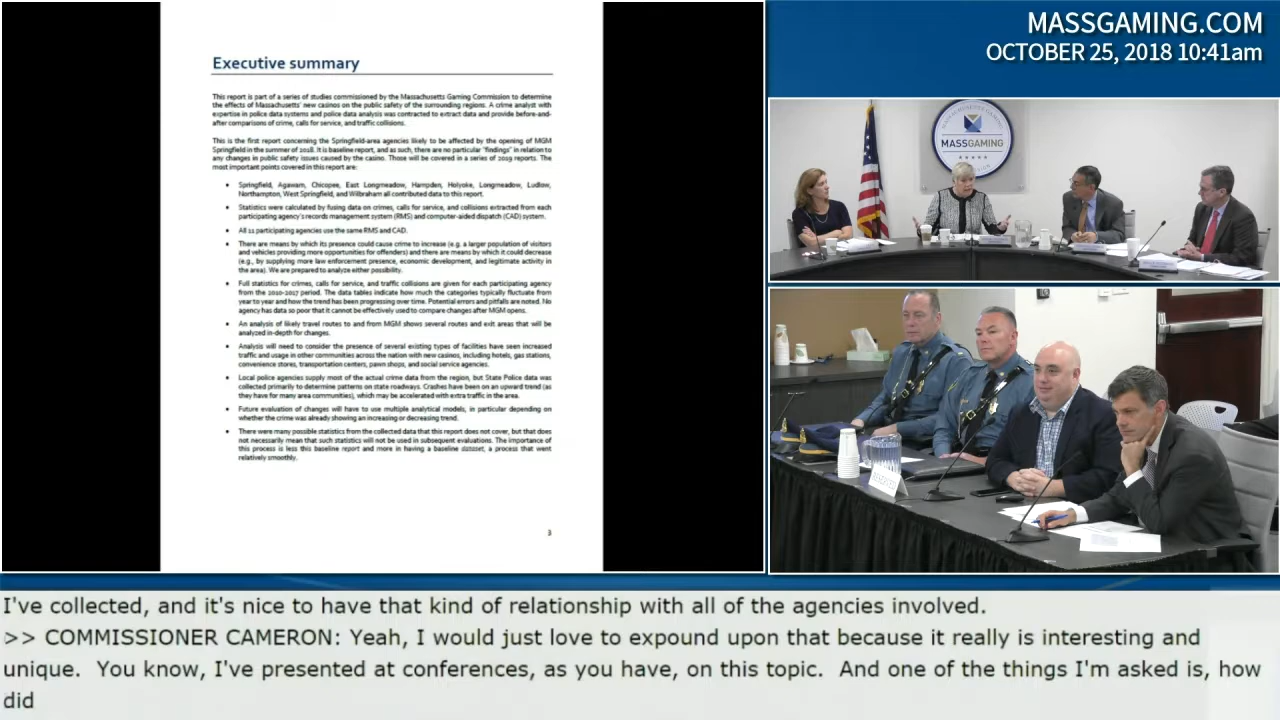 MASSGAMING.COM
OCTOBER 25, 2018 10:41am
Executive summary
This report is part of a series of studies commissioned by the Massachusetts Gaming Commission to determine
the effects of Massachusetts' new casinos on the public safety of the surrounding regions. A crime analyst with
expertise in police data systems and police data analysis was contracted to extract data and provide before-and-
after comparisons of crime, calls for service, and traffic collisions.
This is the first report concerning the Springfield-area agencies likely to be affected by the opening of MGM
Springfield in the summer of 2018. It is baseline report, and as such, there are no particular "findings" in relation to
any changes in public safety issues caused by the casino. Those will be covered in a series of 2019 reports. The
most important points covered in this report are:
• Springfield, Agawam, Chicopee, East Longmeadow, Hampden, Holyoke, Longmeadow, Ludlow,
Northampton, West Springfield, and Wilbraham all contributed data to this report.
• Statistics were calculated by fusing data on crimes, calls for service, and collisions extracted from each
participating agency's records management system (RMS) and computer-aided dispatch (CAD) system.
• All 11 participating agencies use the same RMS and CAD.
• There are means by which its presence could cause crime to increase (e.g. a larger population of visitors
and vehicles providing more opportunities for offenders) and there are means by which it could decrease
(e.g., by supplying more law enforcement presence, economic development, and legitimate activity in
the area). We are prepared to analyze either possibility.
• Full statistics for crimes, calls for service, and traffic collisions are given for each participating agency
from the 2010-2017 period. The data tables indicate how much the categories typically fluctuate from
year to year and how the trend has been progressing over time. Potential errors and pitfalls are noted. No
agency has data so poor that it cannot be effectively used to compare changes after MGM opens.
• An analysis of likely travel routes to and from MGM shows several routes and exit areas that will be
analyzed in-depth for changes.
• Analysis will need to consider the presence of several existing types of facilities have seen increased
traffic and usage in other communities across the nation with new casinos, including hotels, gas stations,
convenience stores, transportation centers, pawn shops, and social service agencies.
• Local police agencies supply most of the actual crime data from the region, but State Police data was
collected primarily to determine patterns on state roadways. Crashes have been on an upward trend (as
they have for many area communities), which may be accelerated with extra traffic in the area.
• Future evaluation of changes will have to use multiple analytical models, in particular depending on
whether the crime was already showing an increasing or decreasing trend.
• There were many possible statistics from the collected data that this report does not cover, but that does
not necessarily mean that such statistics will not be used in subsequent evaluations. The importance of
this process is less this baseline report and more in having a baseline dataset, a process that went
relatively smoothly.
3
MASSGAMING
RESERVED
I've collected, and it's nice to have that kind of relationship with all of the agencies involved.
>> COMMISSIONER CAMERON: Yeah, I would just love to expound upon that because it really is interesting and
unique. You know, I've presented at conferences, as you have, on this topic. And one of the things I'm asked is, how
did